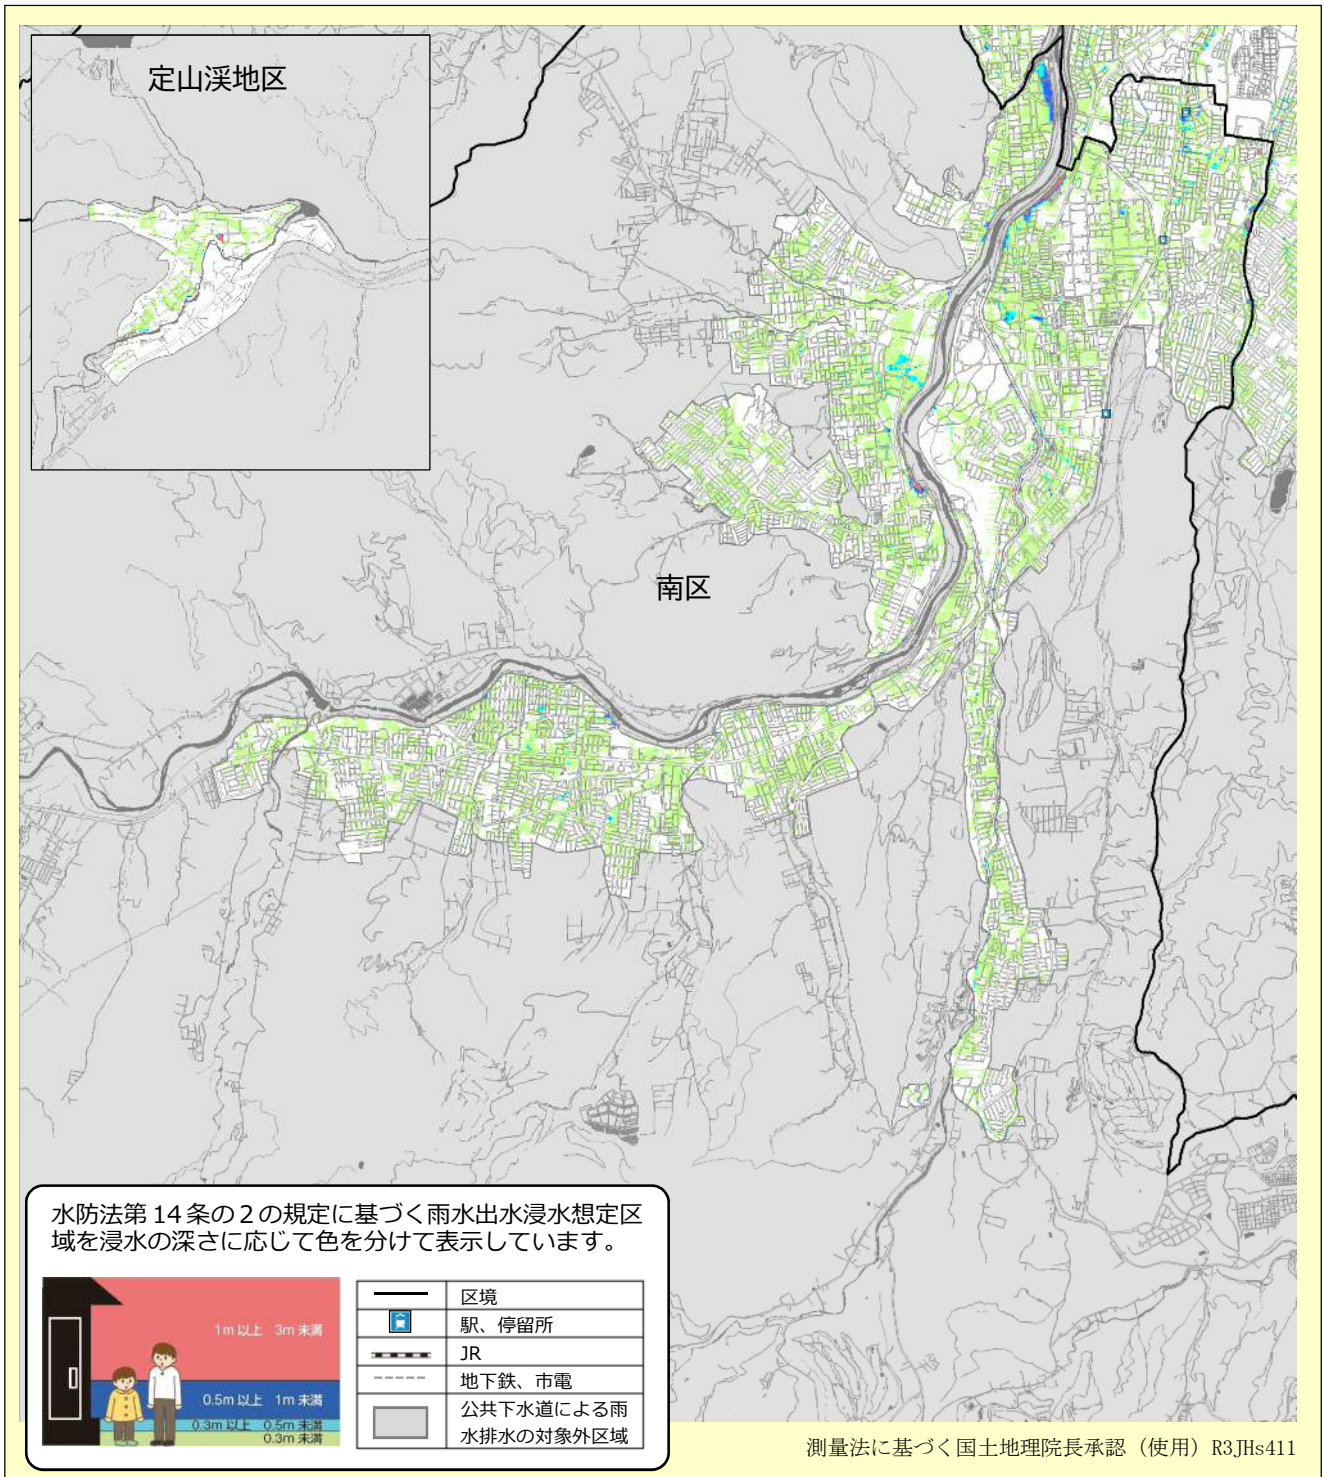 定山渓地区
南区
水防法第14条の2の規定に基づく雨水出水浸水想定区
域を浸水の深さに応じて色を分けて表示しています。
1m以上 3m未満
0.5m以上 1m未満
0.3m以上 0.5m未満
0.3m未満
区境
駅、停留所
JR
地下鉄、市電
公共下水道による雨
水排水の対象外区域
測量法に基づく国土地理院長承認（使用）R3JHs411